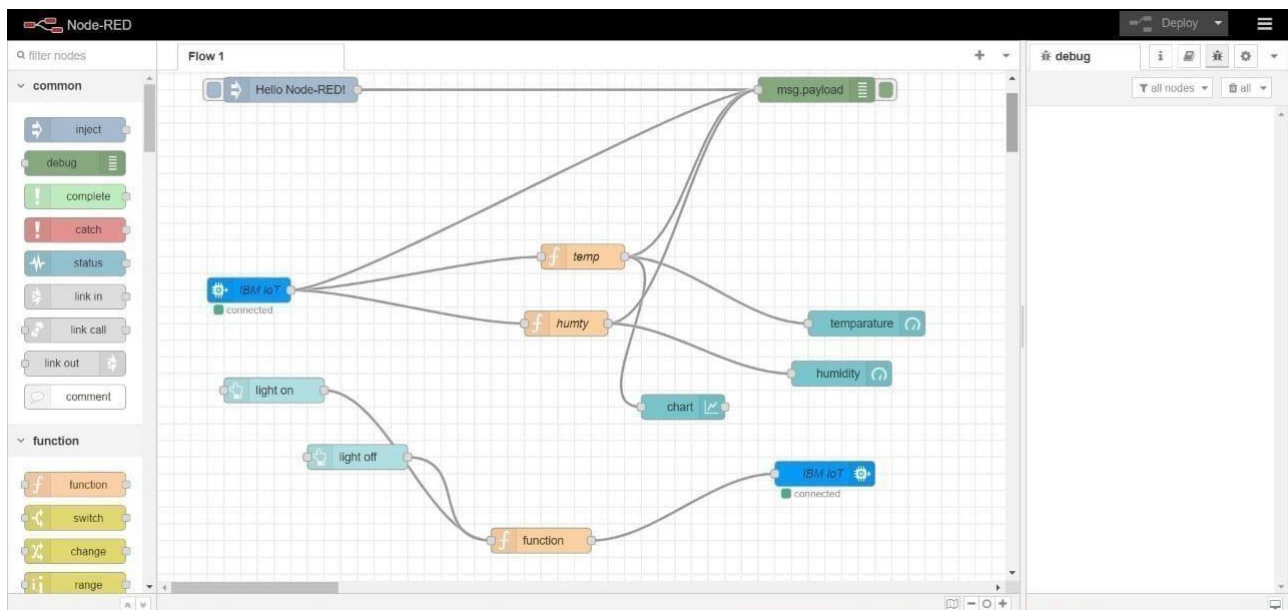 Node-RED
Deploy
filter nodes
Flow 1
debug
i
all nodes
all
common
inject
debug
complete
catch
status
link in
link call
link out
comment
function
function
switch
change
range
Hello Node-RED!
msg.payload
temp
IBM IoT
connected
humty
temparature
humidity
light on
chart
light off
IBM IoT
connected
function